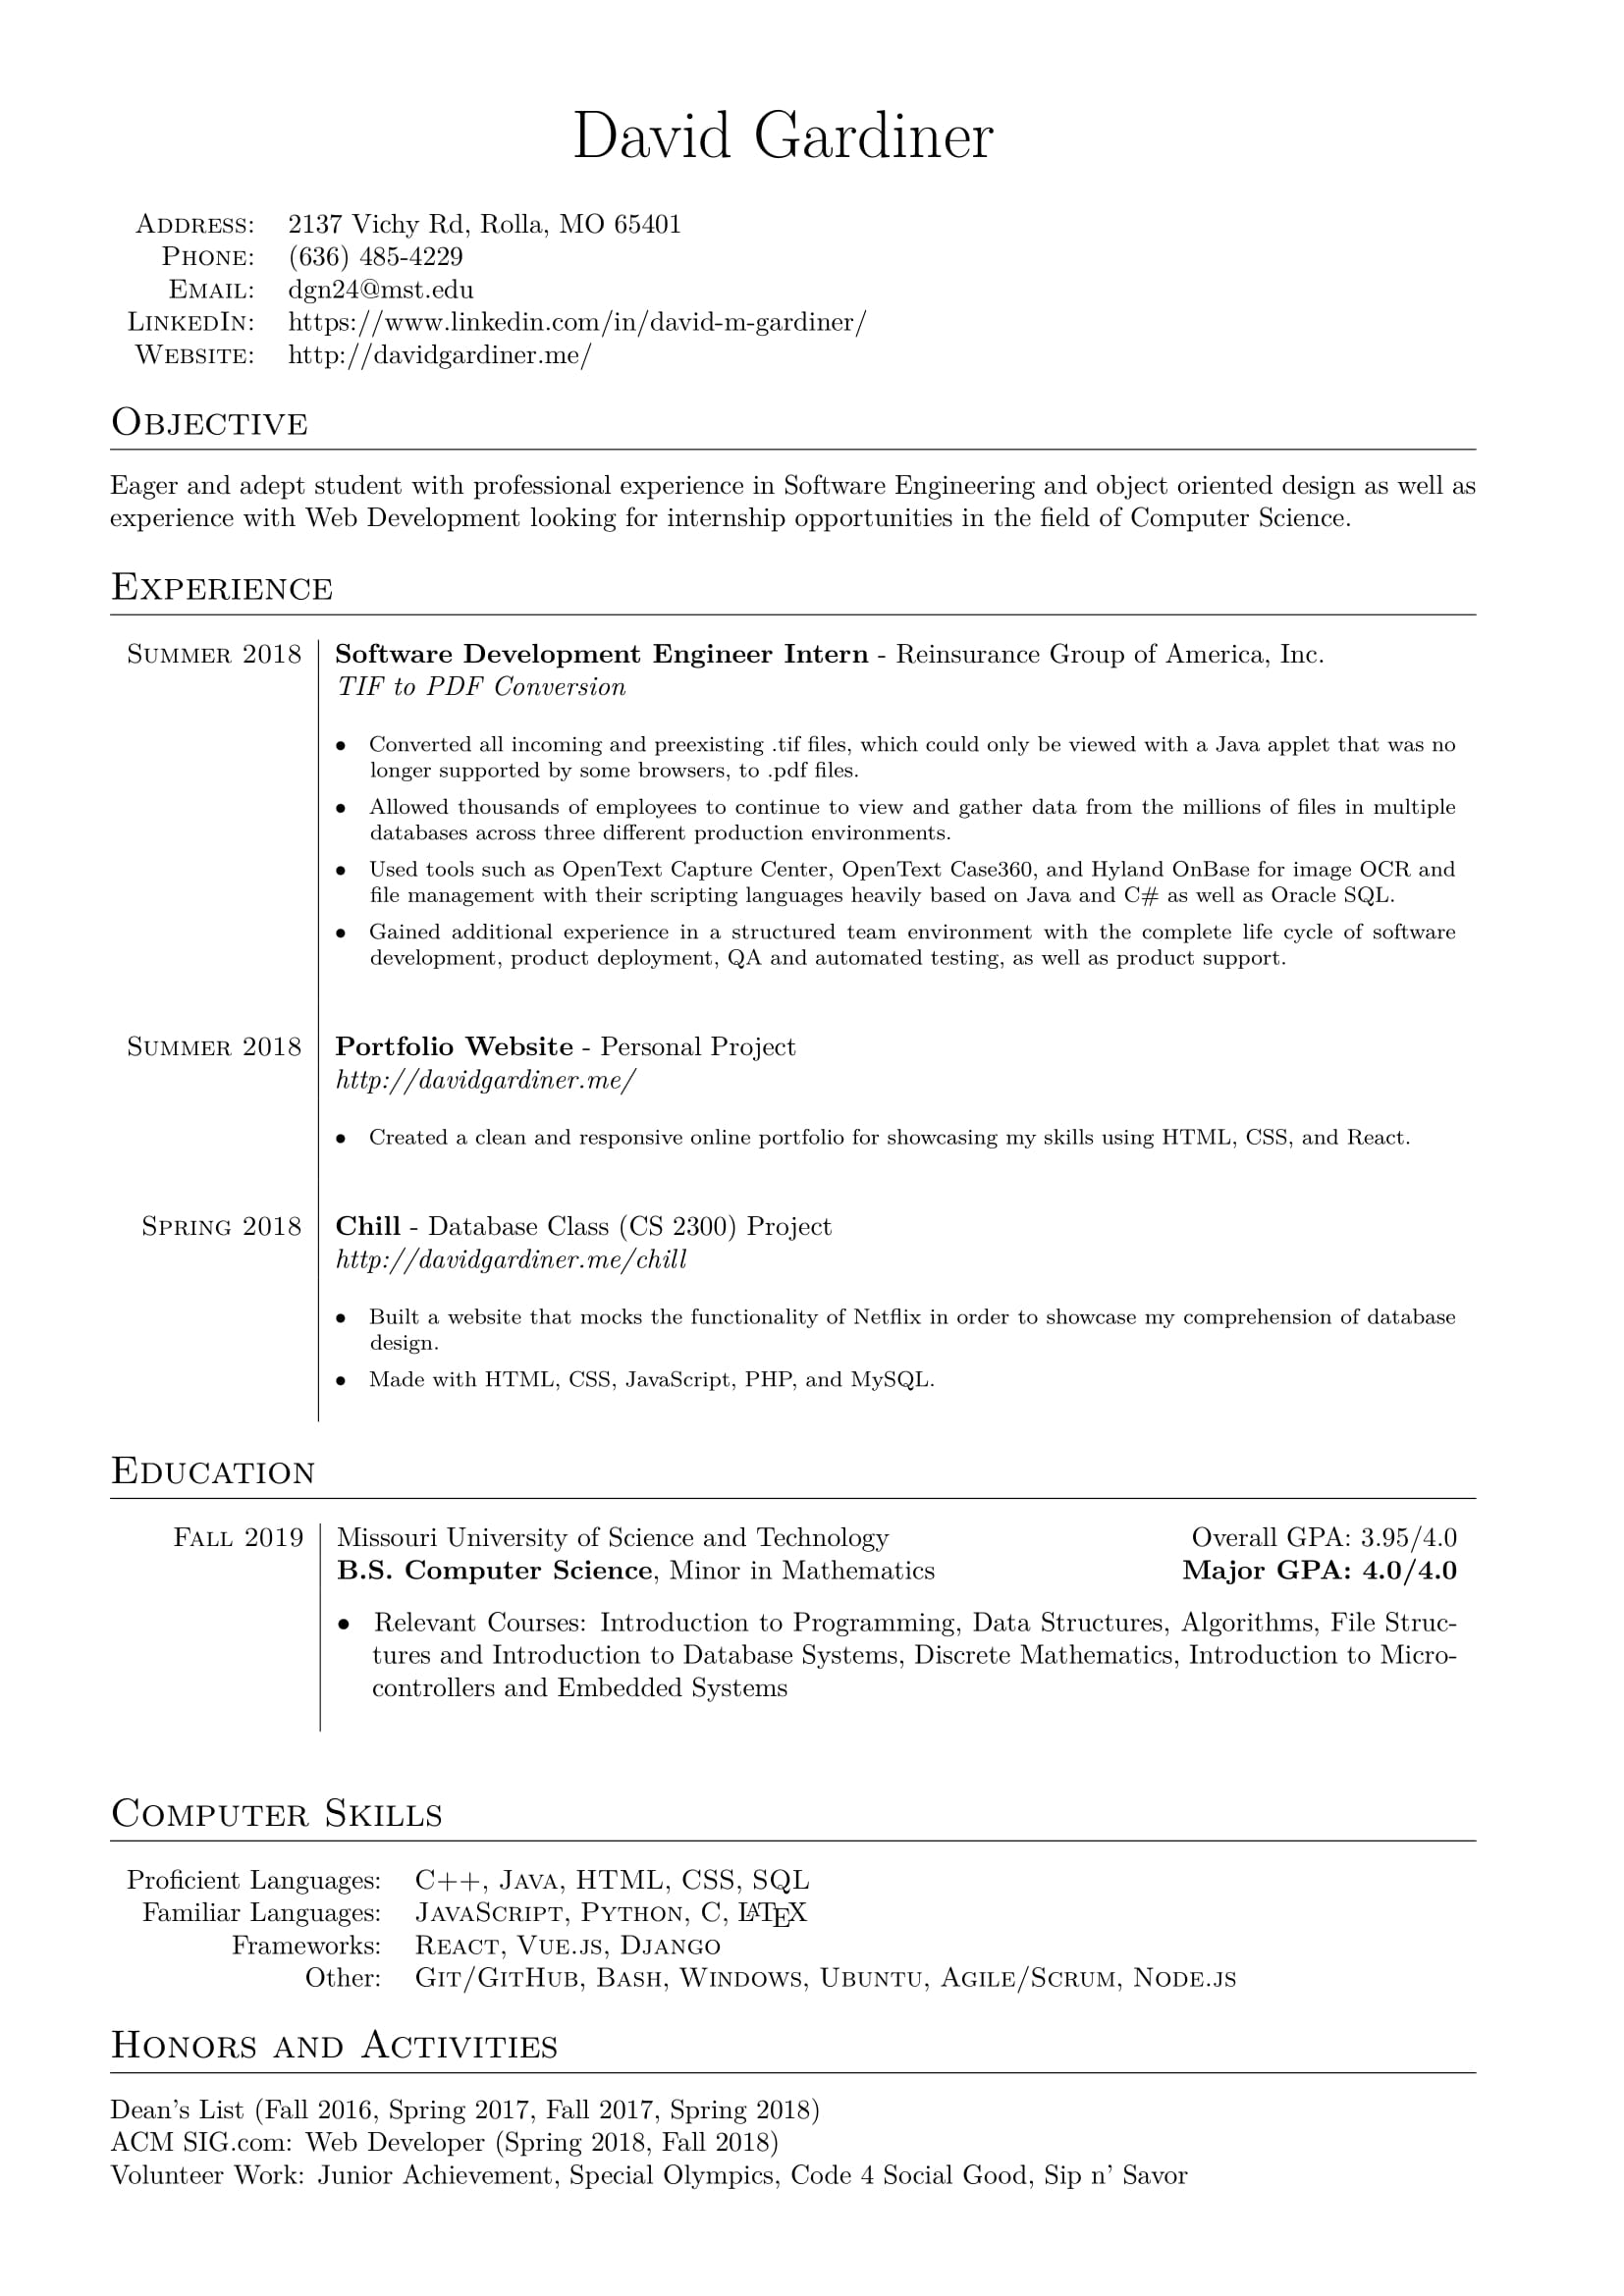 David Gardiner
Address: 2137 Vichy Rd, Rolla, MO 65401
Phone: (636) 485-4229
Email: dgn24@mst.edu
LinkedIn: https://www.linkedin.com/in/david-m-gardiner/
Website: http://davidgardiner.me/
Objective
Eager and adept student with professional experience in Software Engineering and object oriented design as well as
experience with Web Development looking for internship opportunities in the field of Computer Science.
Experience
Summer 2018 Software Development Engineer Intern - Reinsurance Group of America, Inc.
TIF to PDF Conversion
• Converted all incoming and preexisting .tif files, which could only be viewed with a Java applet that was no
longer supported by some browsers, to .pdf files.
• Allowed thousands of employees to continue to view and gather data from the millions of files in multiple
databases across three different production environments.
• Used tools such as OpenText Capture Center, OpenText Case360, and Hyland OnBase for image OCR and
file management with their scripting languages heavily based on Java and C# as well as Oracle SQL.
• Gained additional experience in a structured team environment with the complete life cycle of software
development, product deployment, QA and automated testing, as well as product support.
Summer 2018 Portfolio Website - Personal Project
http://davidgardiner.me/
• Created a clean and responsive online portfolio for showcasing my skills using HTML, CSS, and React.
Spring 2018 Chill - Database Class (CS 2300) Project
http://davidgardiner.me/chill
• Built a website that mocks the functionality of Netflix in order to showcase my comprehension of database
design.
• Made with HTML, CSS, JavaScript, PHP, and MySQL.
Education
Fall 2019 Missouri University of Science and Technology Overall GPA: 3.95/4.0
B.S. Computer Science, Minor in Mathematics Major GPA: 4.0/4.0
• Relevant Courses: Introduction to Programming, Data Structures, Algorithms, File Struc-
tures and Introduction to Database Systems, Discrete Mathematics, Introduction to Micro-
controllers and Embedded Systems
Computer Skills
Proficient Languages: C++, Java, HTML, CSS, SQL
Familiar Languages: JavaScript, Python, C, LATEX
Frameworks: React, Vue.js, Django
Other: Git/GitHub, Bash, Windows, Ubuntu, Agile/Scrum, Node.js
Honors and Activities
Dean's List (Fall 2016, Spring 2017, Fall 2017, Spring 2018)
ACM SIG.com: Web Developer (Spring 2018, Fall 2018)
Volunteer Work: Junior Achievement, Special Olympics, Code 4 Social Good, Sip n' Savor